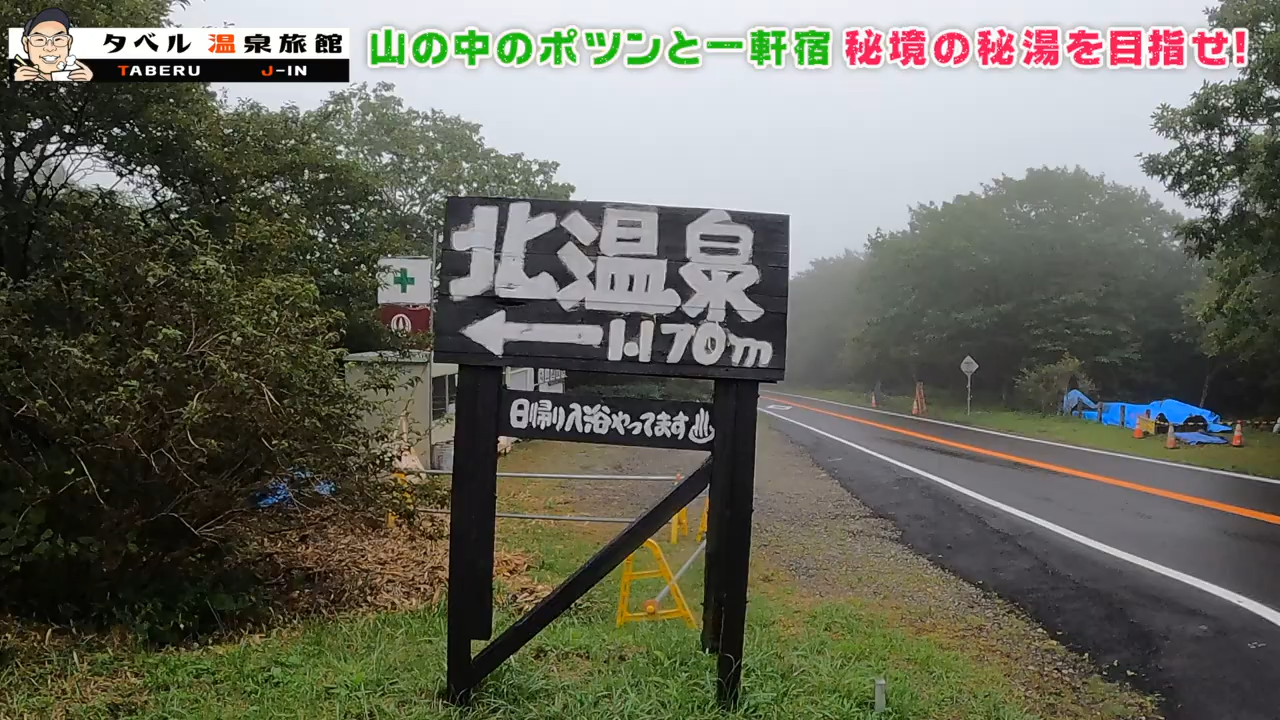 タベル 温泉旅館
TABERU J-IN
山の中のポツンと一軒宿 秘境の秘湯を目指せ!
北温泉
← 1.170m
日帰り入浴やってます♨